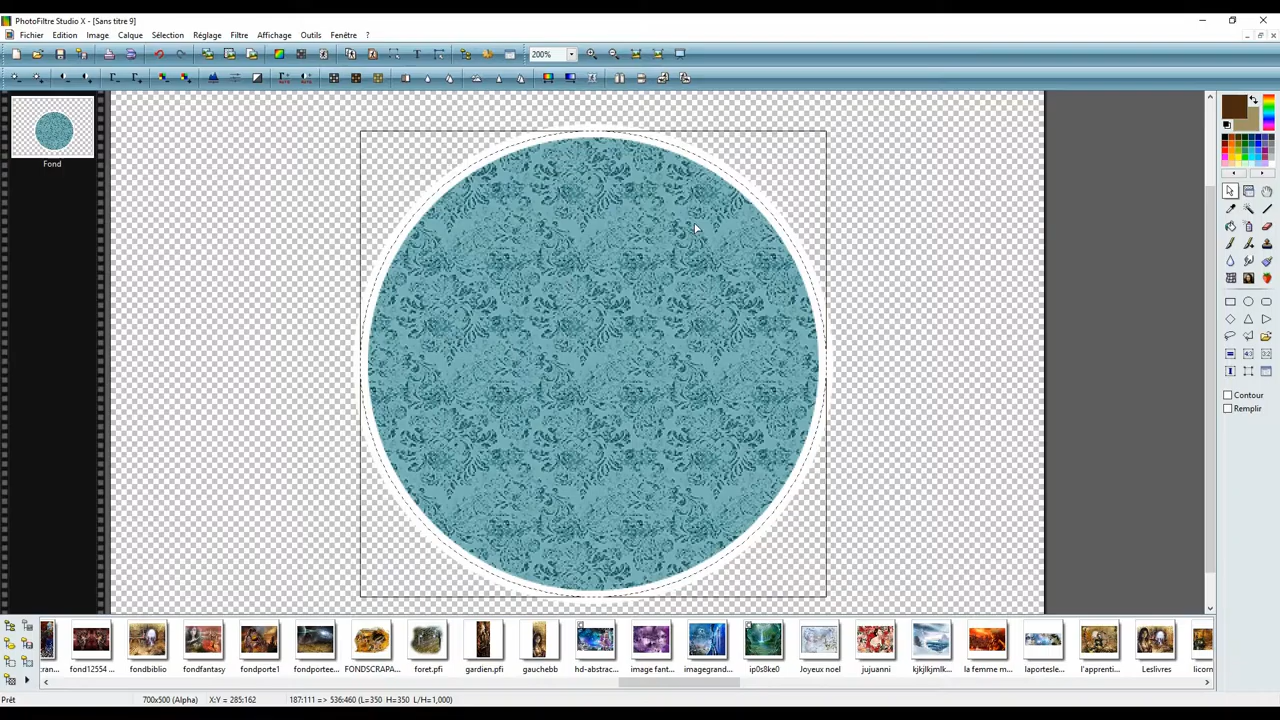 PhotoFiltre Studio X - [Sans titre 9]
Fichier Edition Image Calque Sélection Réglage Filtre Affichage Outils Fenêtre ?
200%
Fond
Contour
Remplir
ran... fond12554 ... fondbiblio fondfantasy fondporte1 fondporteе... FONDSCRAPA... foret.pfi gardien.pfi gauchebb hd-abstrac... image fant... imagegrand... ip0s8ke0 Joyeux noel jujuanni kjkjlkjmlk... la femme m... laportesle... l'apprenti... Leslivres licorn
Prêt 700x500 (Alpha) X:Y = 285:162 187:111 => 536:460 (L=350 H=350 L/H=1,000)